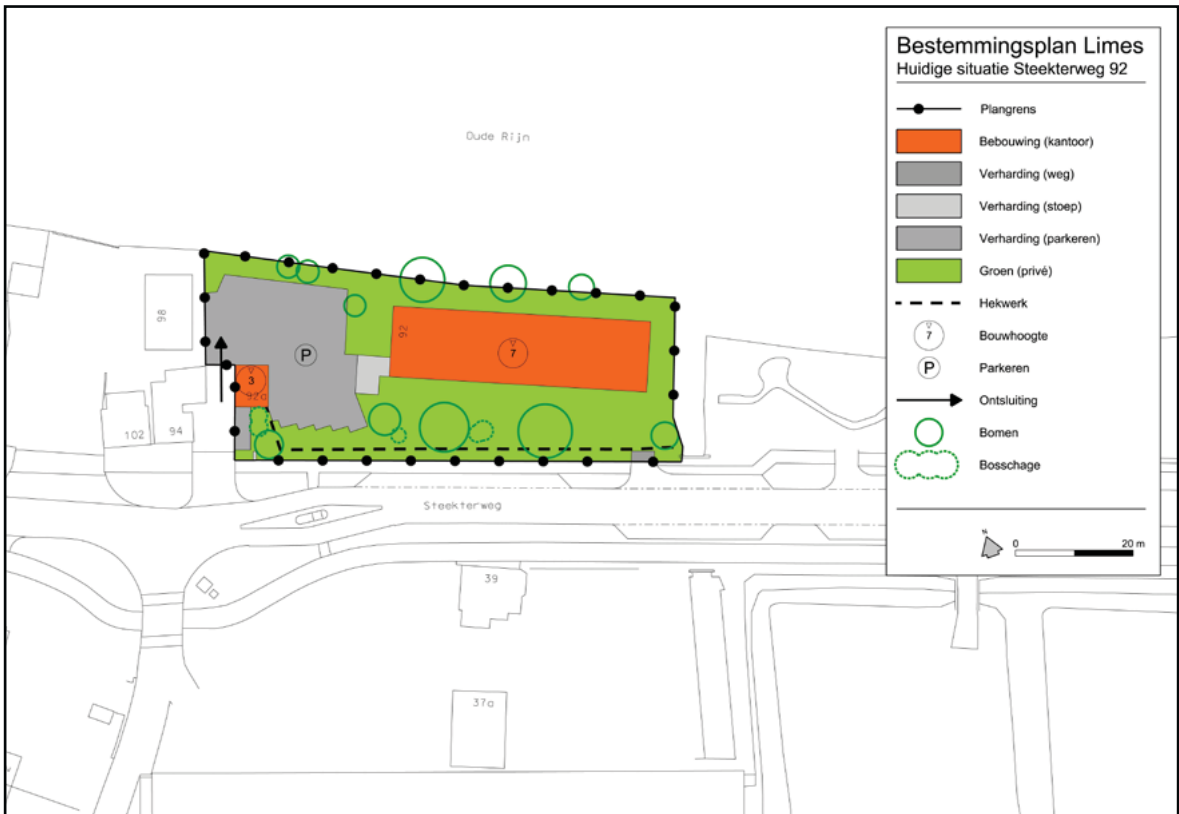 Bestemmingsplan Limes
Huidige situatie Steekterweg 92
Plangrens
Bebouwing (kantoor)
Verharding (weg)
Verharding (stoep)
Verharding (parkeren)
Groen (privé)
Hekwerk
7
Bouwhoogte
P
Parkeren
Ontsluiting
Bomen
Bosschage
N
0
20 m
Oude Rijn
98
92
7
P
3
92a
102
94
Steekterweg
39
37a